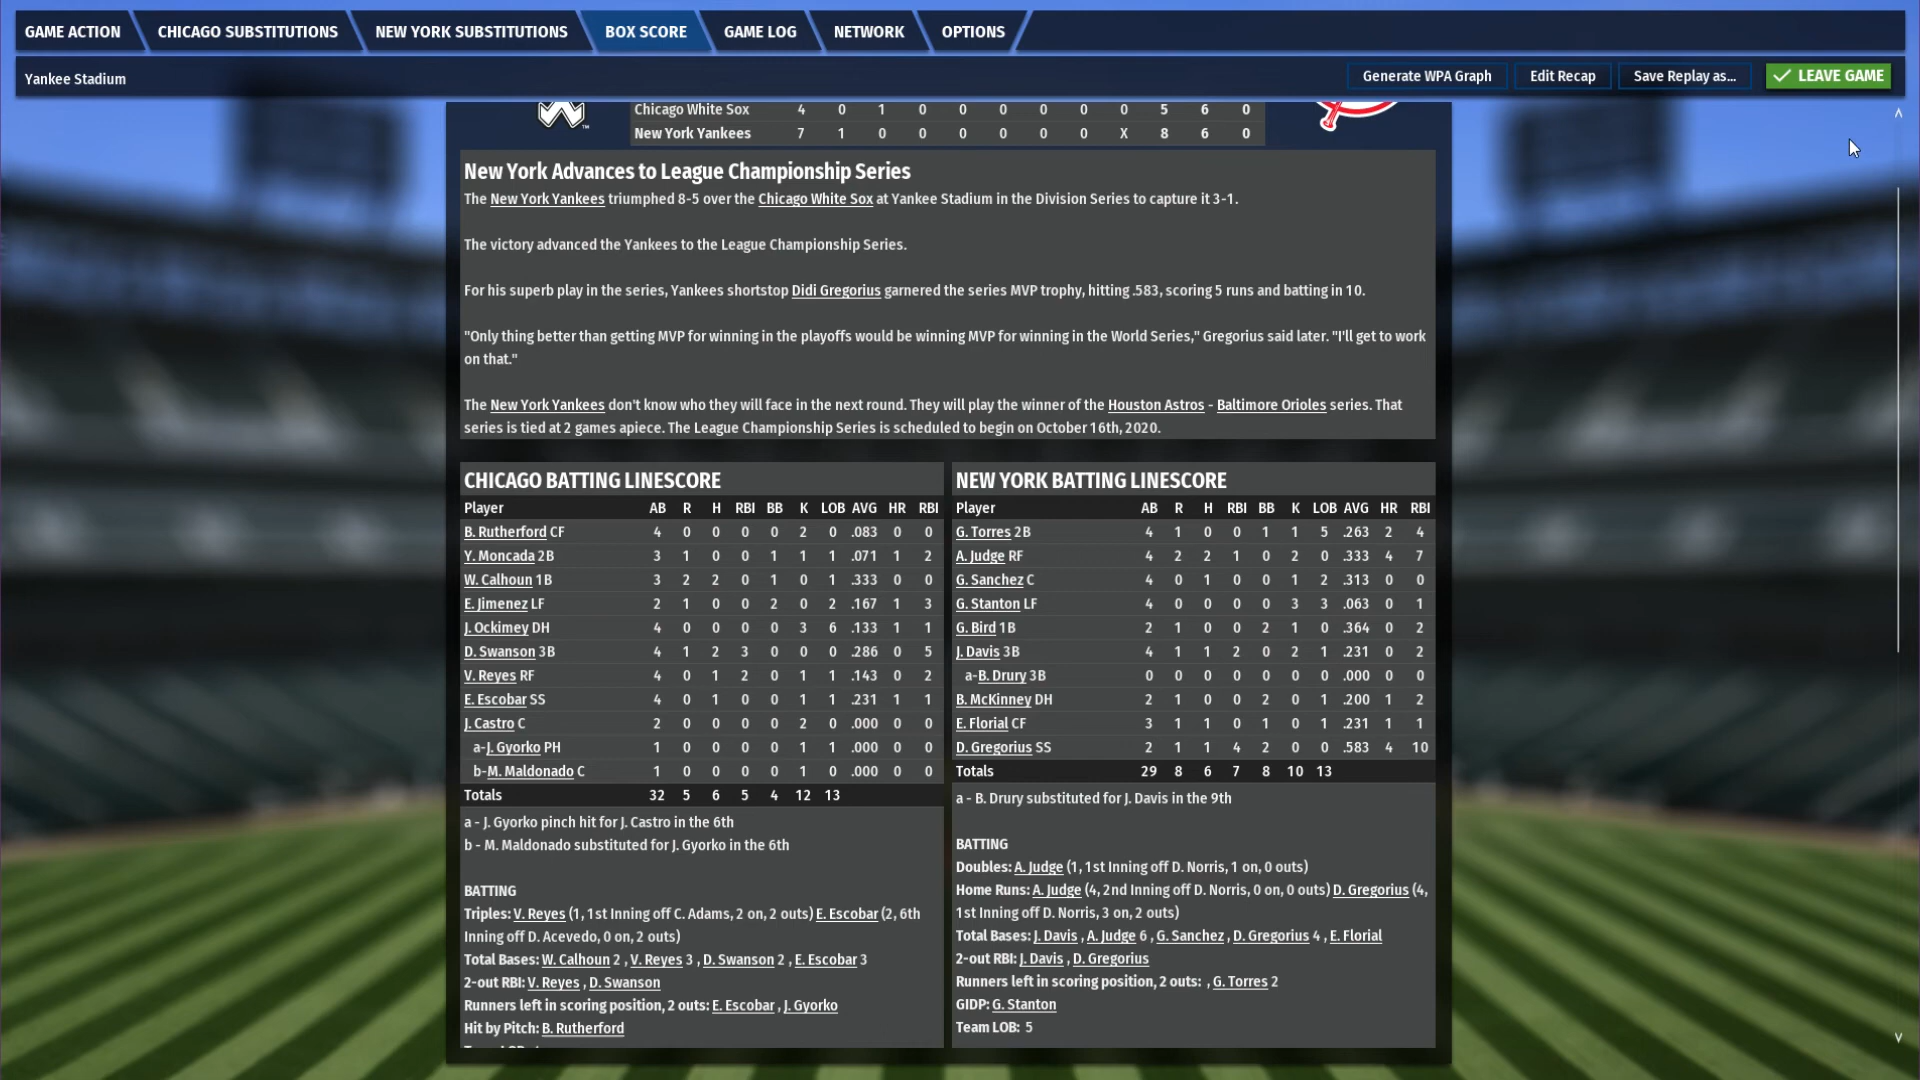 GAME ACTION CHICAGO SUBSTITUTIONS NEW YORK SUBSTITUTIONS BOX SCORE GAME LOG NETWORK OPTIONS
Yankee Stadium Generate WPA Graph Edit Recap Save Replay as... LEAVE GAME
Chicago White Sox 4 0 1 0 0 0 0 0 0 5 6 0
New York Yankees 7 1 0 0 0 0 0 0 X 8 6 0
New York Advances to League Championship Series
The New York Yankees triumphed 8-5 over the Chicago White Sox at Yankee Stadium in the Division Series to capture it 3-1.
The victory advanced the Yankees to the League Championship Series.
For his superb play in the series, Yankees shortstop Didi Gregorius garnered the series MVP trophy, hitting .583, scoring 5 runs and batting in 10.
"Only thing better than getting MVP for winning in the playoffs would be winning MVP for winning in the World Series," Gregorius said later. "I'll get to work
on that."
The New York Yankees don't know who they will face in the next round. They will play the winner of the Houston Astros - Baltimore Orioles series. That
series is tied at 2 games apiece. The League Championship Series is scheduled to begin on October 16th, 2020.
CHICAGO BATTING LINESCORE
Player AB R H RBI BB K LOB AVG HR RBI
B. Rutherford CF 4 0 0 0 0 2 0 .083 0 0
Y. Moncada 2B 3 1 0 0 1 1 1 .071 1 2
W. Calhoun 1B 3 2 2 0 1 0 1 .333 0 0
E. Jimenez LF 2 1 0 0 2 0 2 .167 1 3
J. Ockimey DH 4 0 0 0 0 3 6 .133 1 1
D. Swanson 3B 4 1 2 3 0 0 0 .286 0 5
V. Reyes RF 4 0 1 2 0 1 1 .143 0 2
E. Escobar SS 4 0 1 0 0 1 1 .231 1 1
J. Castro C 2 0 0 0 0 2 0 .000 0 0
a-J. Gyorko PH 1 0 0 0 0 1 1 .000 0 0
b-M. Maldonado C 1 0 0 0 0 1 0 .000 0 0
Totals 32 5 6 5 4 12 13
a - J. Gyorko pinch hit for J. Castro in the 6th
b - M. Maldonado substituted for J. Gyorko in the 6th
BATTING
Triples: V. Reyes (1, 1st Inning off C. Adams, 2 on, 2 outs) E. Escobar (2, 6th
Inning off D. Acevedo, 0 on, 2 outs)
Total Bases: W. Calhoun 2 , V. Reyes 3 , D. Swanson 2 , E. Escobar 3
2-out RBI: V. Reyes , D. Swanson
Runners left in scoring position, 2 outs: E. Escobar , J. Gyorko
Hit by Pitch: B. Rutherford
NEW YORK BATTING LINESCORE
Player AB R H RBI BB K LOB AVG HR RBI
G. Torres 2B 4 1 0 0 1 1 5 .263 2 4
A. Judge RF 4 2 2 1 0 2 0 .333 4 7
G. Sanchez C 4 0 1 0 0 1 2 .313 0 0
G. Stanton LF 4 0 0 0 0 3 3 .063 0 1
G. Bird 1B 2 1 0 0 2 1 0 .364 0 2
J. Davis 3B 4 1 1 2 0 2 1 .231 0 2
a-B. Drury 3B 0 0 0 0 0 0 0 .000 0 0
B. McKinney DH 2 1 0 0 2 0 1 .200 1 2
E. Florial CF 3 1 1 0 1 0 1 .231 1 1
D. Gregorius SS 2 1 1 4 2 0 0 .583 4 10
Totals 29 8 6 7 8 10 13
a - B. Drury substituted for J. Davis in the 9th
BATTING
Doubles: A. Judge (1, 1st Inning off D. Norris, 1 on, 0 outs)
Home Runs: A. Judge (4, 2nd Inning off D. Norris, 0 on, 0 outs) D. Gregorius (4,
1st Inning off D. Norris, 3 on, 2 outs)
Total Bases: J. Davis , A. Judge 6 , G. Sanchez , D. Gregorius 4 , E. Florial
2-out RBI: J. Davis , D. Gregorius
Runners left in scoring position, 2 outs: , G. Torres 2
GIDP: G. Stanton
Team LOB: 5